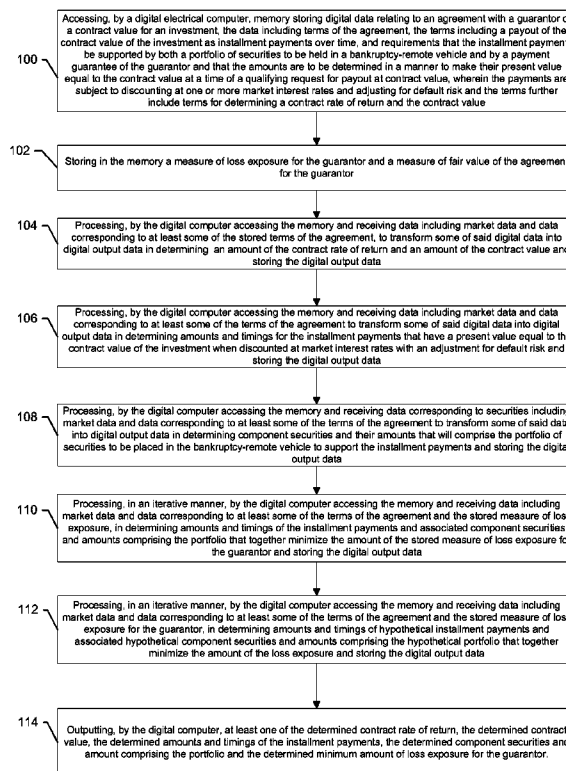 Accessing, by a digital electrical computer, memory storing digital data relating to an agreement with a guarantor o
a contract value for an investment, the data including terms of the agreement, the terms including a payout of the
contract value of the investment as installment payments over time, and requirements that the installment payment
be supported by both a portfolio of securities to be held in a bankruptcy-remote vehicle and by a payment
guarantee of the guarantor and that the amounts are to be determined in a manner to make their present value
equal to the contract value at a time of a qualifying request for payout at contract value, wherein the payments are
subject to discounting at one or more market interest rates and adjusting for default risk and the terms further
include terms for determining a contract rate of return and the contract value
100
102
Storing in the memory a measure of loss exposure for the guarantor and a measure of fair value of the agreemen
for the guarantor
104
Processing, by the digital computer accessing the memory and receiving data including market data and data
corresponding to at least some of the stored terms of the agreement, to transform some of said digital data into
digital output data in determining an amount of the contract rate of return and an amount of the contract value and
storing the digital output data
106
Processing, by the digital computer accessing the memory and receiving data including market data and data
corresponding to at least some of the terms of the agreement to transform some of said digital data into digital
output data in determining amounts and timings for the installment payments that have a present value equal to the
contract value of the investment when discounted at market interest rates with an adjustment for default risk and
storing the digital output data
108
Processing, by the digital computer accessing the memory and receiving data corresponding to securities including
market data and data corresponding to at least some of the terms of the agreement to transform some of said data
into digital output data in determining component securities and their amounts that will comprise the portfolio of
securities to be placed in the bankruptcy-remote vehicle to support the installment payments and storing the digital
output data
110
Processing, in an iterative manner, by the digital computer accessing the memory and receiving data including
market data and data corresponding to at least some of the terms of the agreement and the stored measure of loss
exposure, in determining amounts and timings of the installment payments and associated component securities
and amounts comprising the portfolio that together minimize the amount of the stored measure of loss exposure fo
the guarantor and storing the digital output data
112
Processing, in an iterative manner, by the digital computer accessing the memory and receiving data including
market data and data corresponding to at least some of the terms of the agreement and the stored measure of loss
exposure for the guarantor, in determining amounts and timings of hypothetical installment payments and
associated hypothetical component securities and amounts comprising the hypothetical portfolio that together
minimize the amount of the loss exposure and storing the digital output data
114
Outputting, by the digital computer, at least one of the determined contract rate of return, the determined contract
value, the determined amounts and timings of the installment payments, the determined component securities and
amount comprising the portfolio and the determined minimum amount of loss exposure for the guarantor.